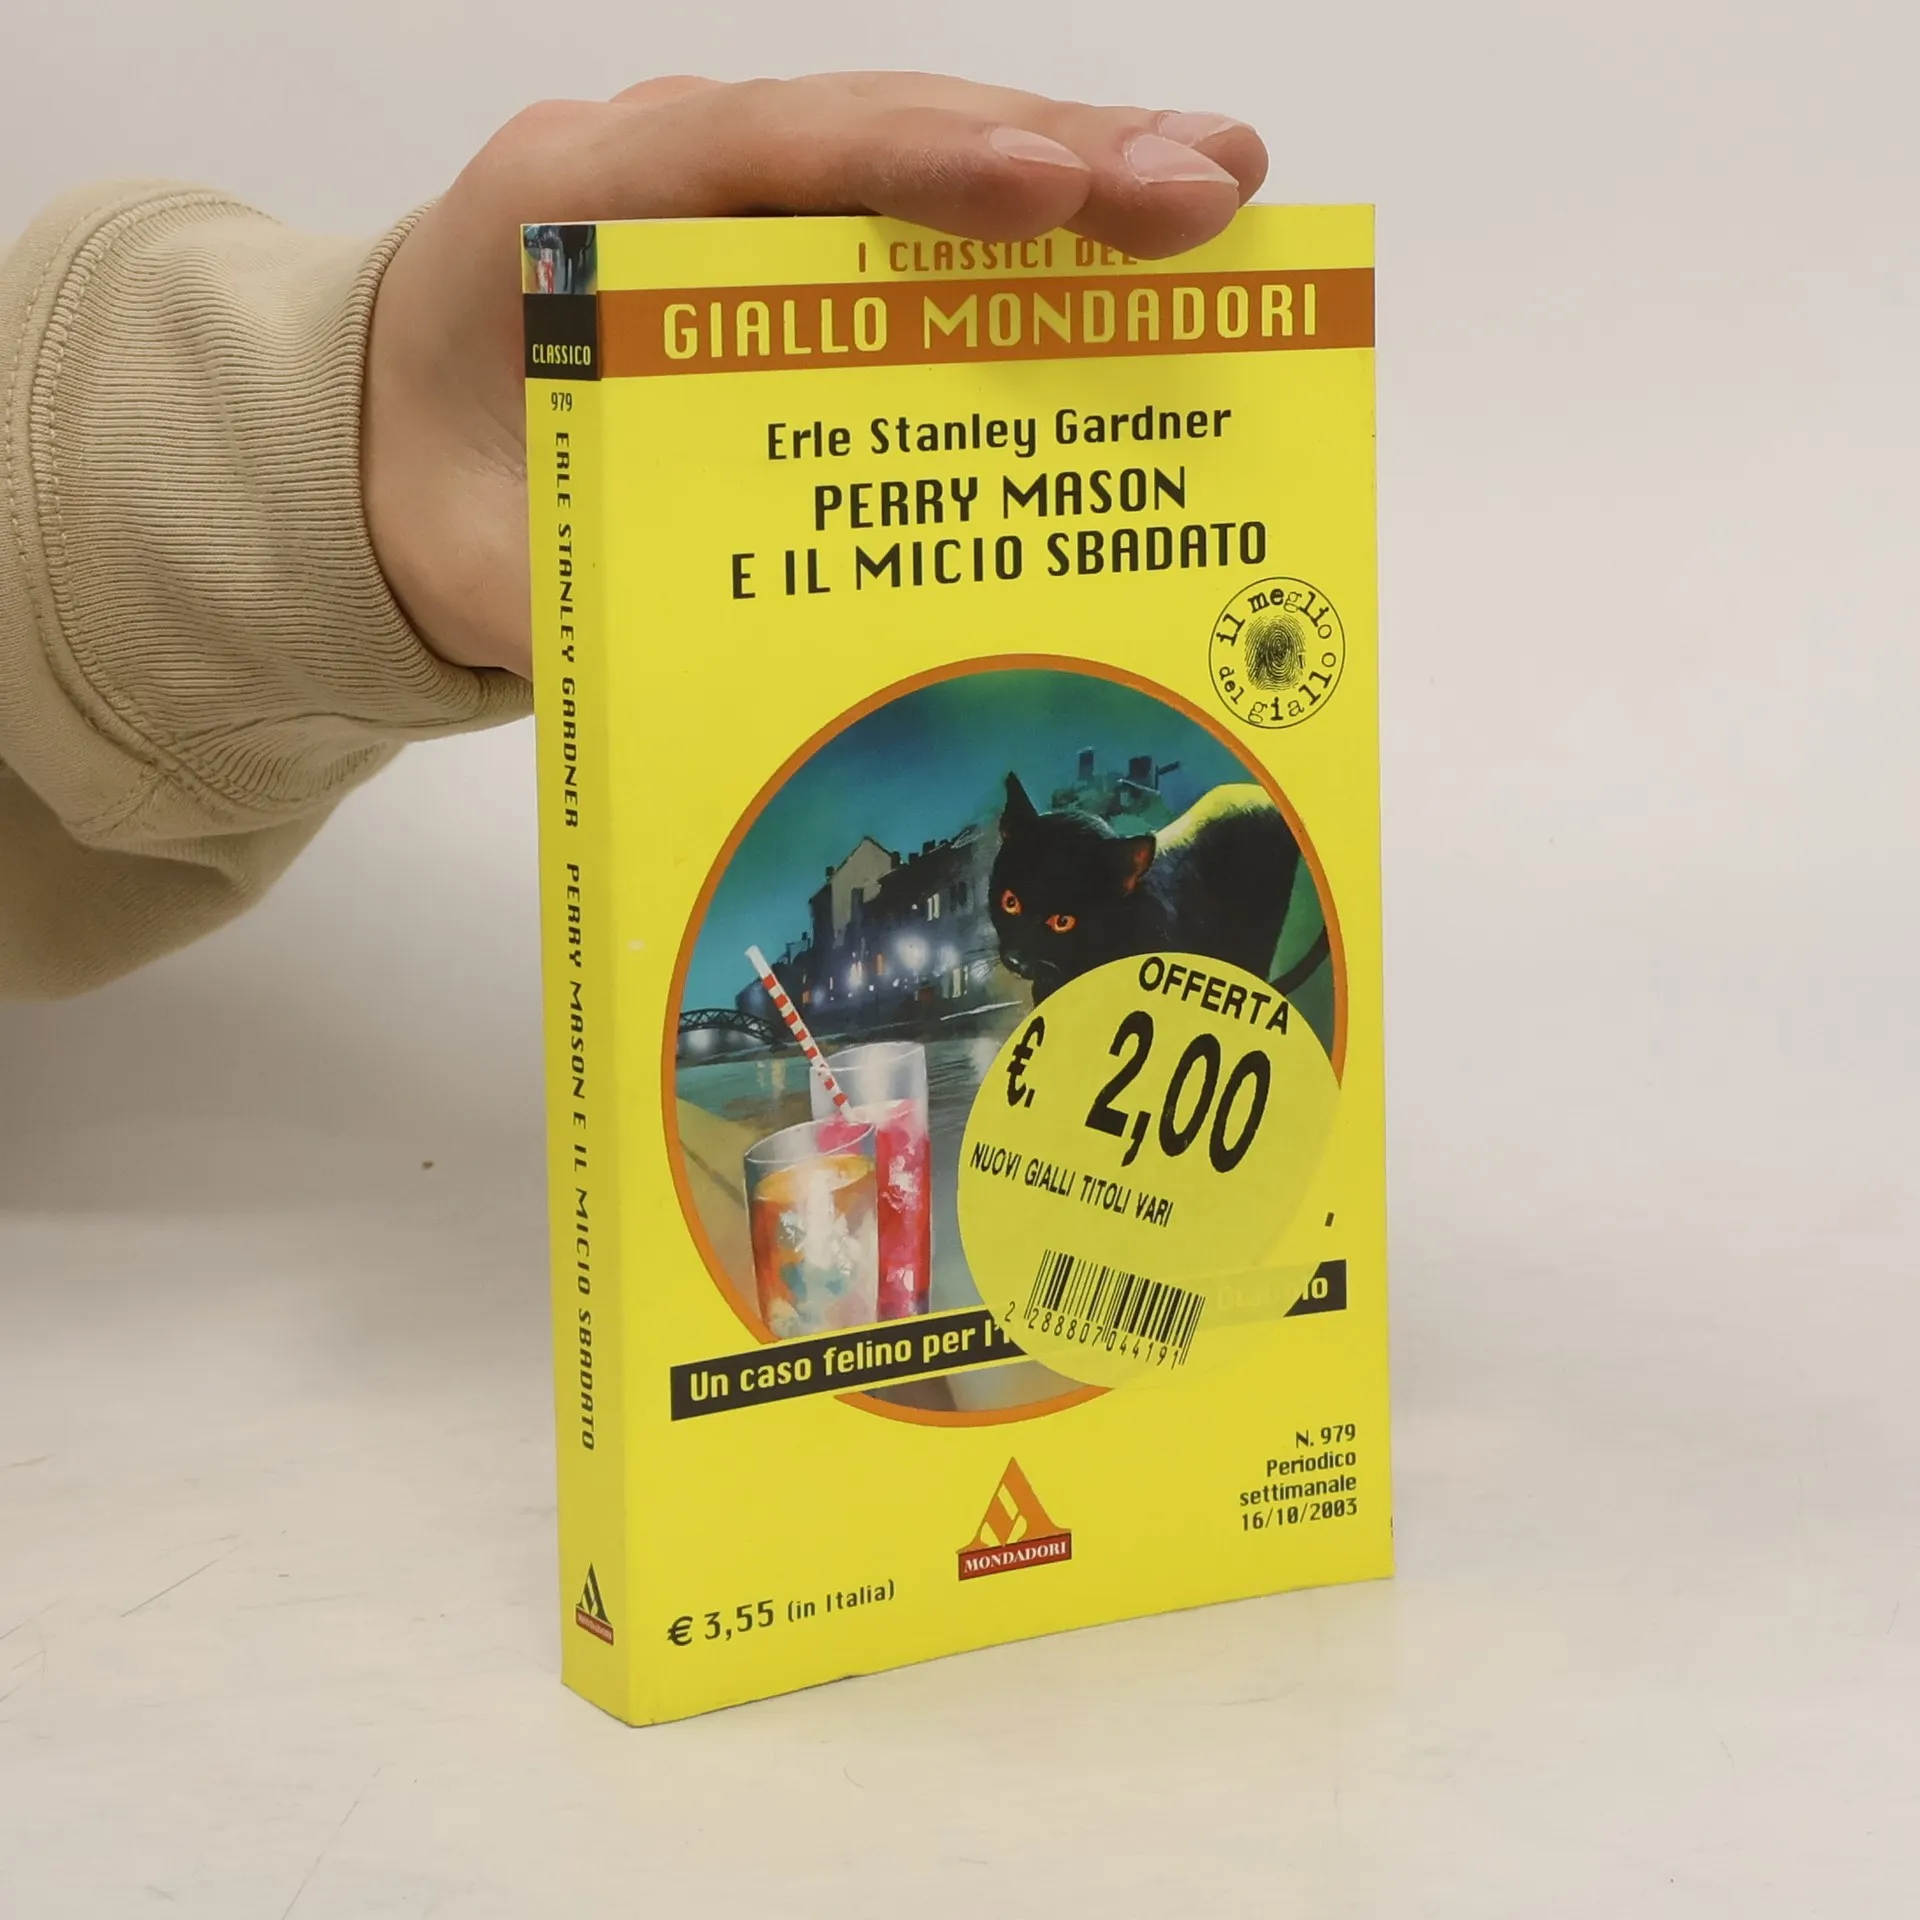 I CLASSICI DEL
GIALLO MONDADORI
CLASSICO
979
ERLE STANLEY GARDNER PERRY MASON E IL MICIO SBADATO
MONDADORI
Erle Stanley Gardner
PERRY MASON
E IL MICIO SBADATO
il meglio
del giallo
OFFERTA
€. 2,00
NUOVI GIALLI TITOLI VARI
2 288807 044191
Un caso felino per l'
N. 979
Periodico
settimanale
16/10/2003
MONDADORI
€ 3,55 (in Italia)